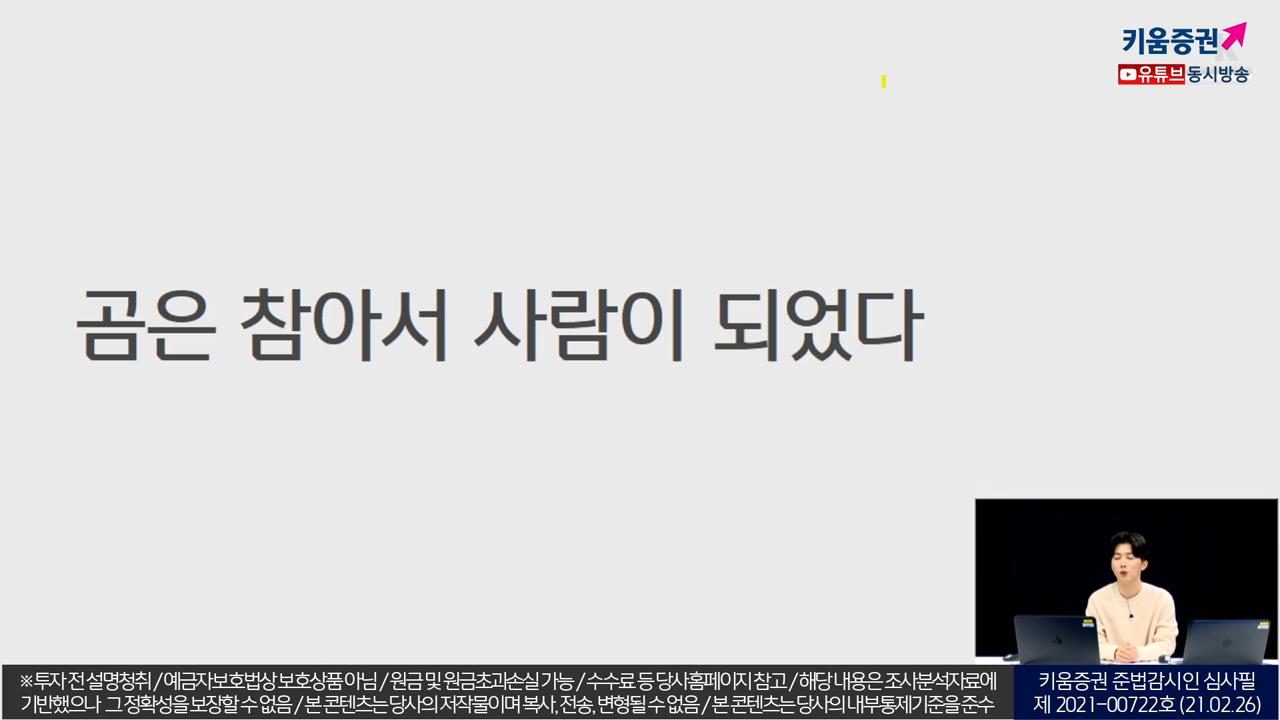 키움증권
유튜브 동시방송
곰은 참아서 사람이 되었다
※ 투자 전 설명청취 / 예금자보호법상 보호상품 아님 / 원금 및 원금초과손실 가능 / 수수료 등 당사홈페이지 참고 / 해당 내용은 조사분석자료에
기반했으나 그 정확성을 보장할 수 없음 / 본 콘텐츠는 당사의 저작물이며 복사, 전송, 변형될 수 없음 / 본 콘텐츠는 당사의 내부통제기준을 준수
키움증권 준법감시인 심사필
제 2021-00722호 (21.02.26)